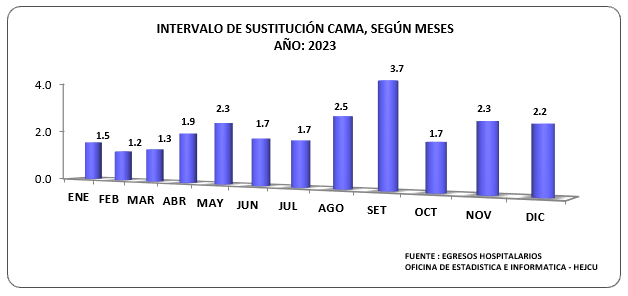 INTERVALO DE SUSTITUCIÓN CAMA, SEGÚN MESES
AÑO: 2023
4.0
2.0
0.0
1.5
1.2
1.3
1.9
2.3
1.7
1.7
2.5
3.7
1.7
2.3
2.2
ENE
FEB
MAR
ABR
MAY
JUN
JUL
AGO
SET
OCT
NOV
DIC
FUENTE : EGRESOS HOSPITALARIOS
OFICINA DE ESTADISTICA E INFORMATICA - HEJCU